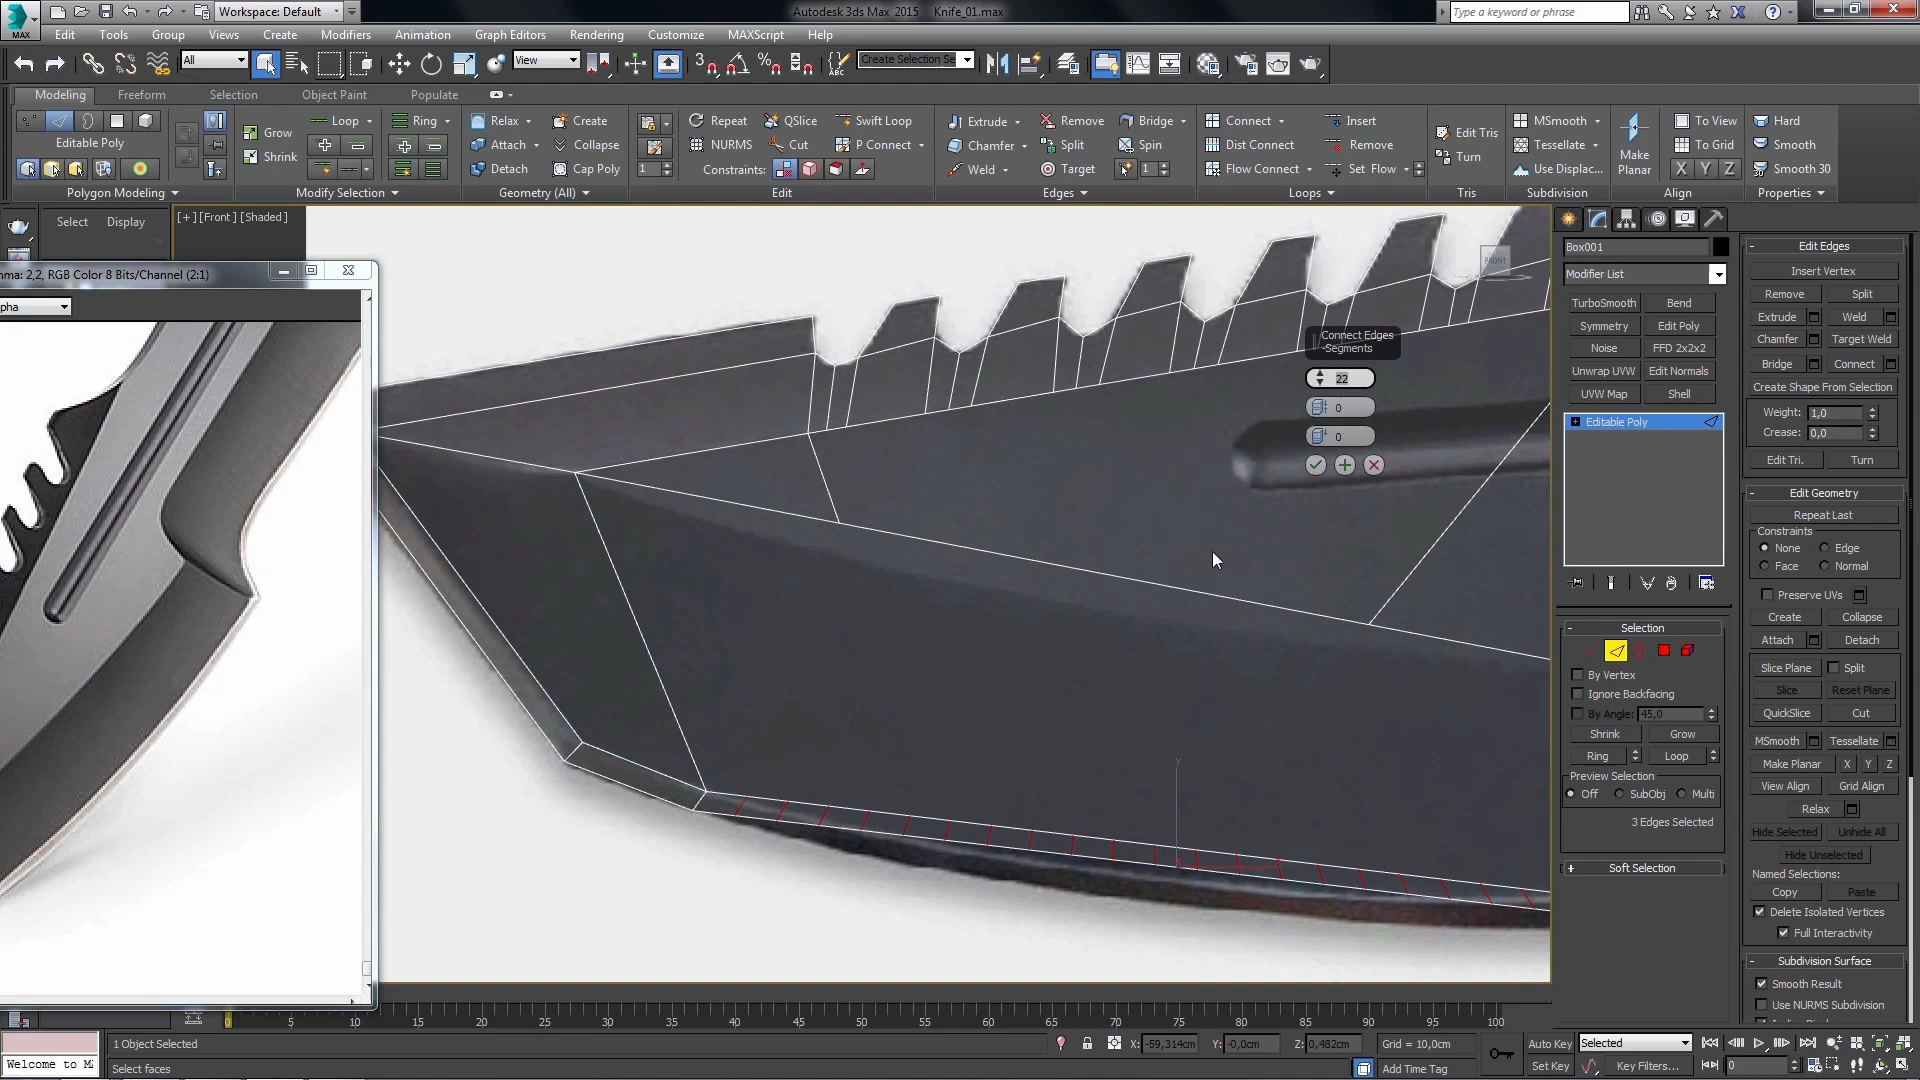 Workspace: Default
Autodesk 3ds Max 2015    Knife_01.max
Type a keyword or phrase
MAX
Edit Tools Group Views Create Modifiers Animation Graph Editors Rendering Customize MAXScript Help
All View Create Selection Se
Modeling Freeform Selection Object Paint Populate
Editable Poly
Polygon Modeling
Grow
Shrink
Loop
Ring
Modify Selection
Relax Create
Attach Collapse
Detach Cap Poly
Geometry (All)
1
Repeat QSlice Swift Loop
NURMS Cut P Connect
Constraints:
Edit
Extrude Remove Bridge
Chamfer Split Spin
Weld Target 1
Edges
Connect Insert
Dist Connect Remove
Flow Connect Set Flow
Loops
Edit Tris
Turn
Tris
MSmooth
Tessellate
Use Displac...
Subdivision
Make Planar
To View
To Grid
X Y Z
Align
Hard
Smooth
Smooth 30
Properties
Select Display
[+] [Front] [Shaded]
mma: 2,2, RGB Color 8 Bits/Channel (2:1)
pha
FRONT
Connect Edges
-Segments
22
0
0
Y
Box001
Modifier List
TurboSmooth Bend
Symmetry Edit Poly
Noise FFD 2x2x2
Unwrap UVW Edit Normals
UVW Map Shell
Editable Poly
Selection
By Vertex
Ignore Backfacing
By Angle: 45,0
Shrink Grow
Ring Loop
Preview Selection
Off SubObj Multi
3 Edges Selected
Soft Selection
Edit Edges
Insert Vertex
Remove Split
Extrude Weld
Chamfer Target Weld
Bridge Connect
Create Shape From Selection
Weight: 1,0
Crease: 0,0
Edit Tri. Turn
Edit Geometry
Repeat Last
Constraints
None Edge
Face Normal
Preserve UVs
Create Collapse
Attach Detach
Slice Plane Split
Slice Reset Plane
QuickSlice Cut
MSmooth Tessellate
Make Planar X Y Z
View Align Grid Align
Relax
Hide Selected Unhide All
Hide Unselected
Named Selections:
Copy Paste
Delete Isolated Vertices
Full Interactivity
Subdivision Surface
Smooth Result
Use NURMS Subdivision
0 5 10 15 20 25 30 35 40 45 50 55 60 65 70 75 80 85 90 95 100
1 Object Selected
X: -59,314cm Y: -0,0cm Z: 0,482cm Grid = 10,0cm
Auto Key Selected
Welcome to M
Select faces
Add Time Tag
Set Key Key Filters... 0